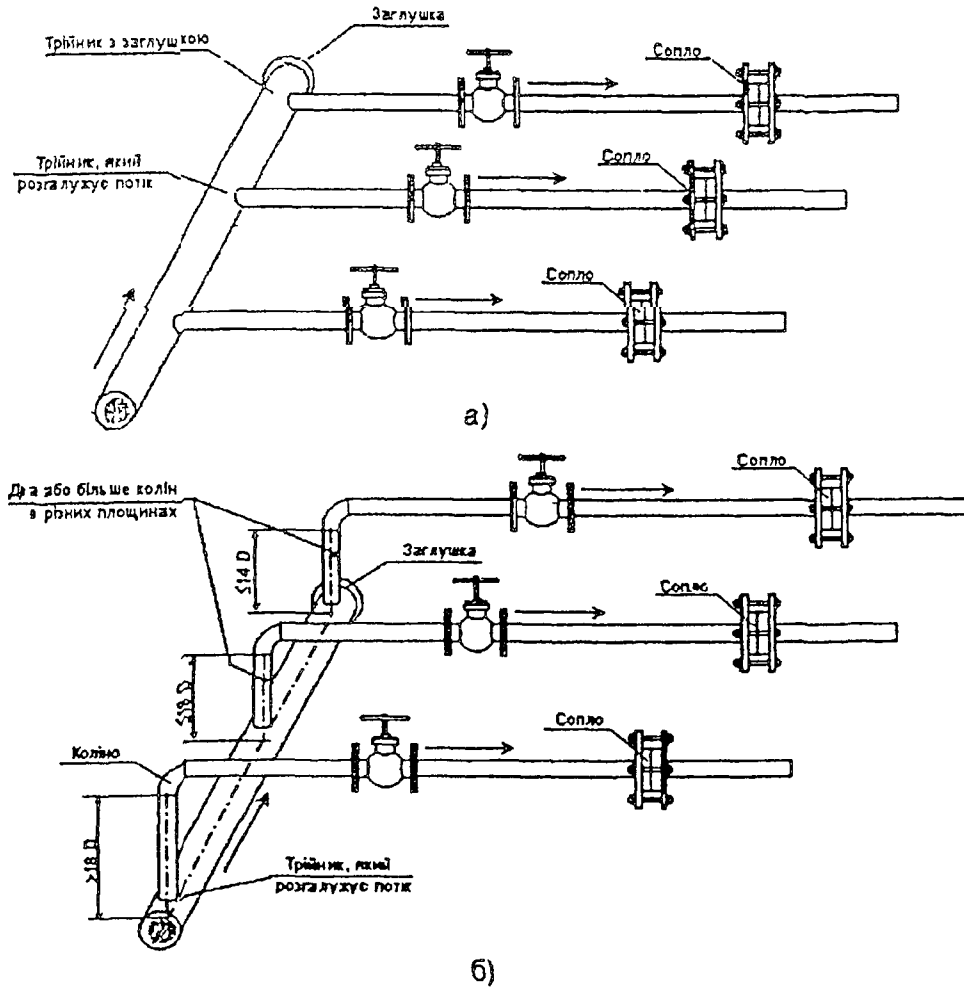 Заглушка
Трійник з заглушкою
Сопло
Трійник, який
розгалужує потік
Сопло
Сопло
а)
Два або більше колін
в різних площинах
Сопло
Заглушка
≤14 D
Сопло
≤18 D
Сопло
Коліно
>18 D
Трійник, який
розгалужує потік
б)